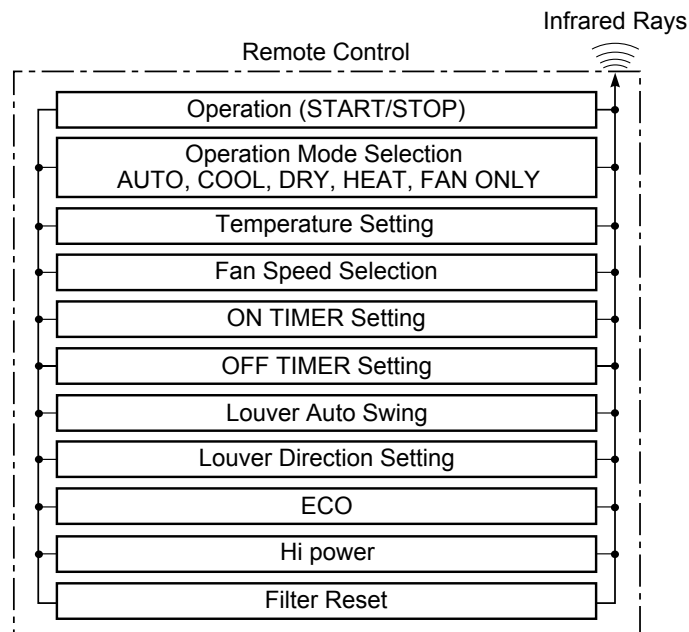 Infrared Rays
Remote Control
Operation (START/STOP)
Operation Mode Selection
AUTO, COOL, DRY, HEAT, FAN ONLY
Temperature Setting
Fan Speed Selection
ON TIMER Setting
OFF TIMER Setting
Louver Auto Swing
Louver Direction Setting
ECO
Hi power
Filter Reset